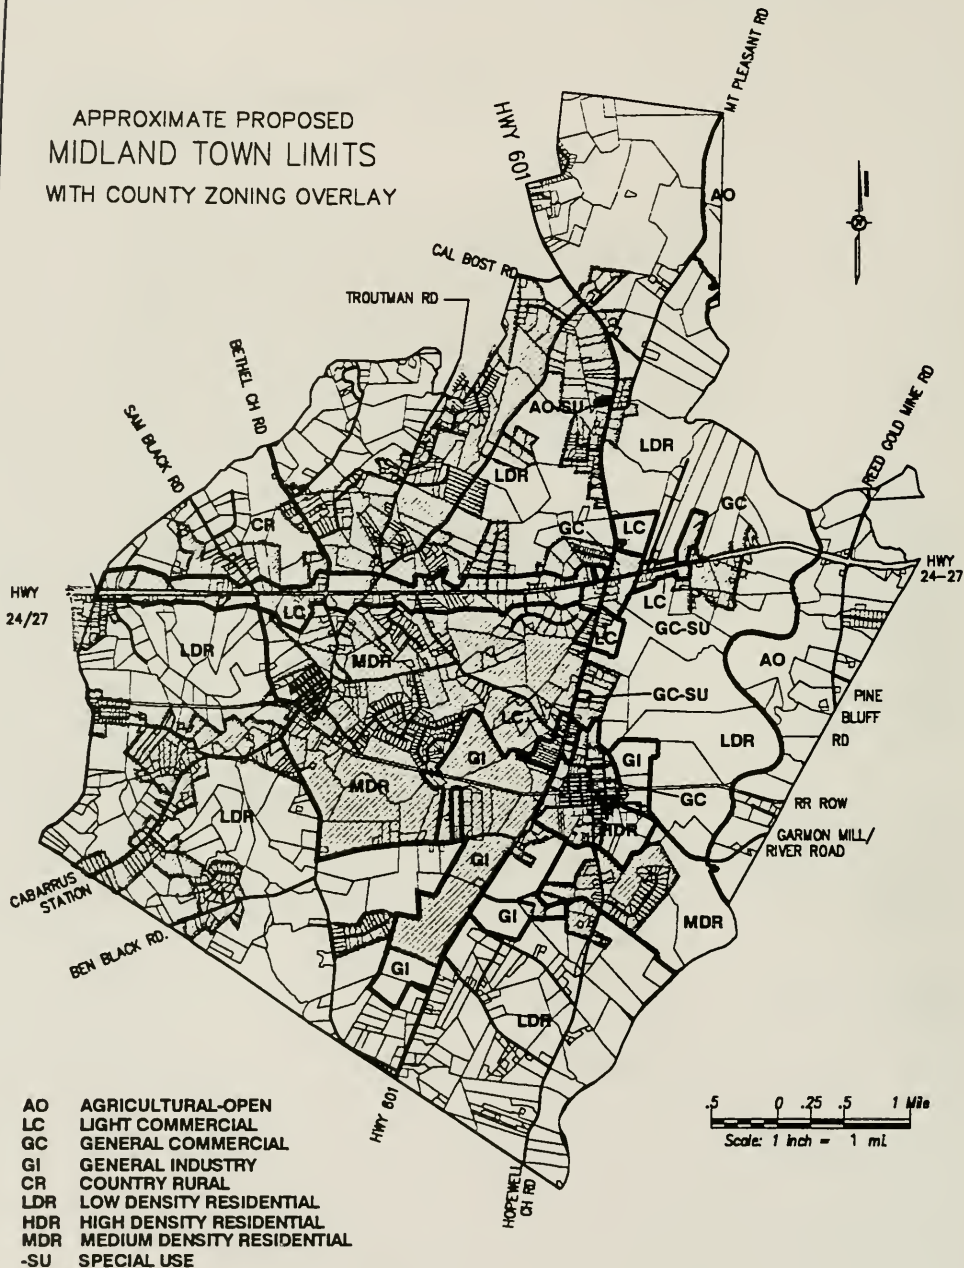 APPROXIMATE PROPOSED
MIDLAND TOWN LIMITS
WITH COUNTY ZONING OVERLAY
MT PLEASANT RD
HWY 601
AO
CAL BOST RD
TROUTMAN RD
BETHEL CH RD
SAM BLACK RD
REED GOLD MINE RD
AO-SU
LDR
LDR
GC
CR
GC
LC
HWY
24-27
HWY
24/27
LC
LC
GC-SU
LC
LDR
MDR
AO
GC-SU
PINE
BLUFF
RD
LC
LDR
GI
GI
MDR
GC
RR ROW
LDR
HDR
GARMON MILL/
RIVER ROAD
GI
CABARRUS
STATION
GI
MDR
BEN BLACK RD.
GI
LDR
HWY 601
HOPEWELL
CH RD
AO AGRICULTURAL-OPEN
LC LIGHT COMMERCIAL
GC GENERAL COMMERCIAL
GI GENERAL INDUSTRY
CR COUNTRY RURAL
LDR LOW DENSITY RESIDENTIAL
HDR HIGH DENSITY RESIDENTIAL
MDR MEDIUM DENSITY RESIDENTIAL
-SU SPECIAL USE
.5 0 .25 .5 1 Mile
Scale: 1 inch = 1 mi.